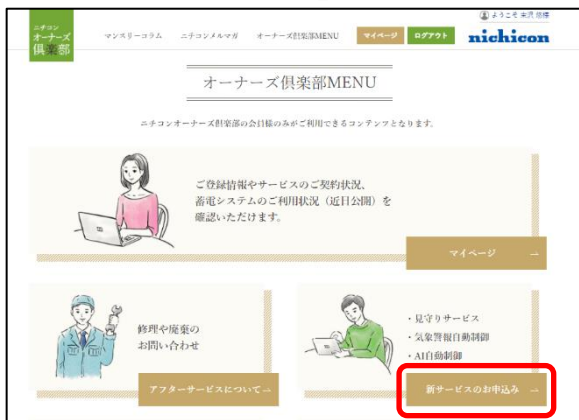 ようこそ
ニチコン
オーナーズ
倶楽部
マンスリーコラム
ニチコンメルマガ
オーナーズ倶楽部MENU
マイページ
ログアウト
nichicon
オーナーズ倶楽部MENU
ニチコンオーナーズ倶楽部の会員様のみがご利用できるコンテンツとなります。
ご登録情報やサービスのご契約状況、
蓄電システムのご利用状況（近日公開）を
確認いただけます。
マイページ →
修理や廃棄の
お問い合わせ
アフターサービスについて →
・見守りサービス
・気象警報自動制御
・AI自動制御
新サービスのお申込み →